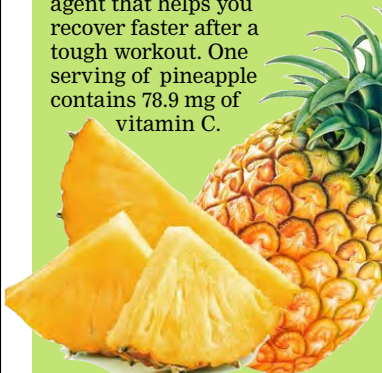 agent that helps you
recover faster after a
tough workout. One
serving of pineapple
contains 78.9 mg of
vitamin C.